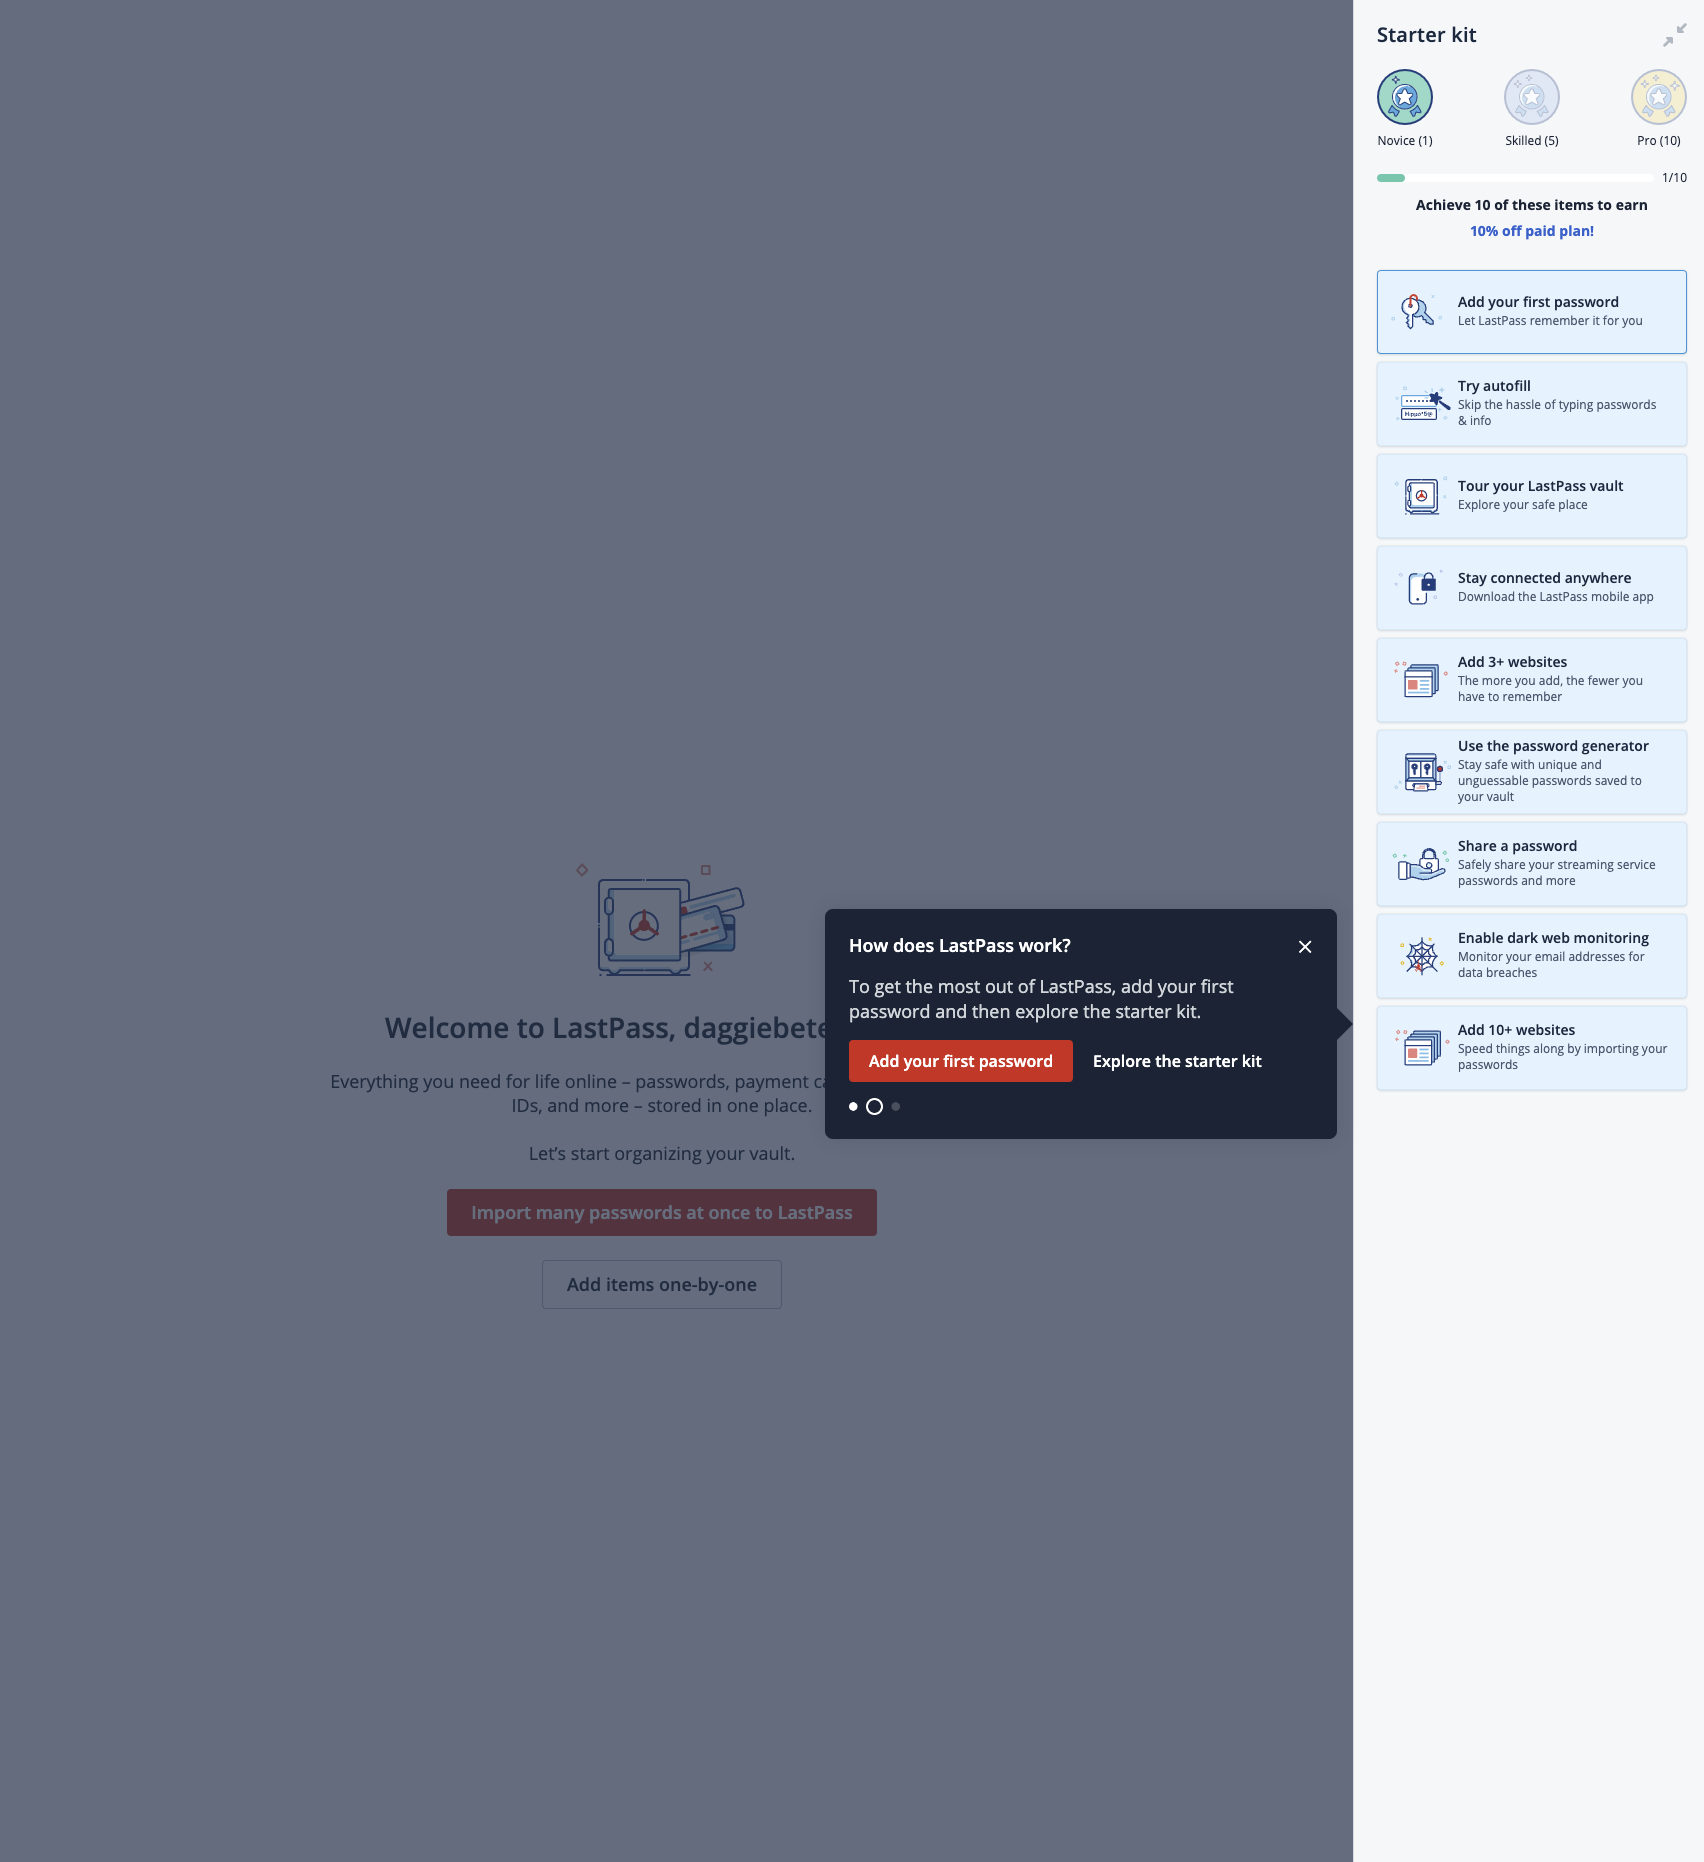 Starter kit
Novice (1)
Skilled (5)
Pro (10)
1/10
Achieve 10 of these items to earn
10% off paid plan!
Add your first password
Let LastPass remember it for you
Try autofill
Skip the hassle of typing passwords
& info
Tour your LastPass vault
Explore your safe place
Stay connected anywhere
Download the LastPass mobile app
Add 3+ websites
The more you add, the fewer you
have to remember
Use the password generator
Stay safe with unique and
unguessable passwords saved to
your vault
Share a password
Safely share your streaming service
passwords and more
Enable dark web monitoring
Monitor your email addresses for
data breaches
Add 10+ websites
Speed things along by importing your
passwords
How does LastPass work?
To get the most out of LastPass, add your first
password and then explore the starter kit.
Add your first password
Explore the starter kit
Welcome to LastPass,
Everything you need for life online – passwords, payment
IDs, and more – stored in one place.
Let's start organizing your vault.
Import many passwords at once to LastPass
Add items one-by-one